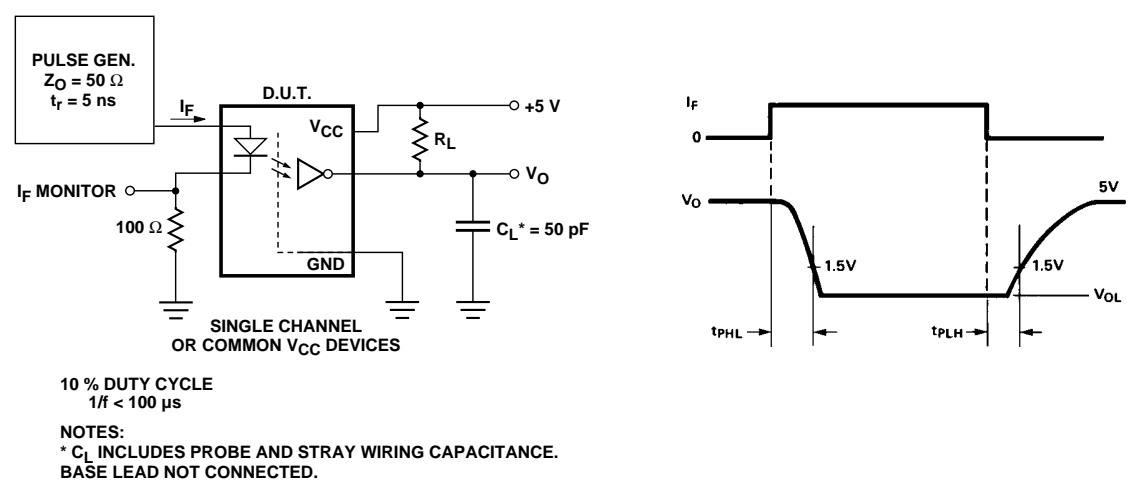 PULSE GEN.
ZO = 50 Ω
tr = 5 ns
IF
D.U.T.
VCC
+5 V
RL
VO
IF MONITOR
100 Ω
CL* = 50 pF
GND
SINGLE CHANNEL
OR COMMON VCC DEVICES
10 % DUTY CYCLE
1/f < 100 µs
NOTES:
* CL INCLUDES PROBE AND STRAY WIRING CAPACITANCE.
BASE LEAD NOT CONNECTED.
IF
0
VO
5V
1.5V
1.5V
VOL
tPHL
tPLH